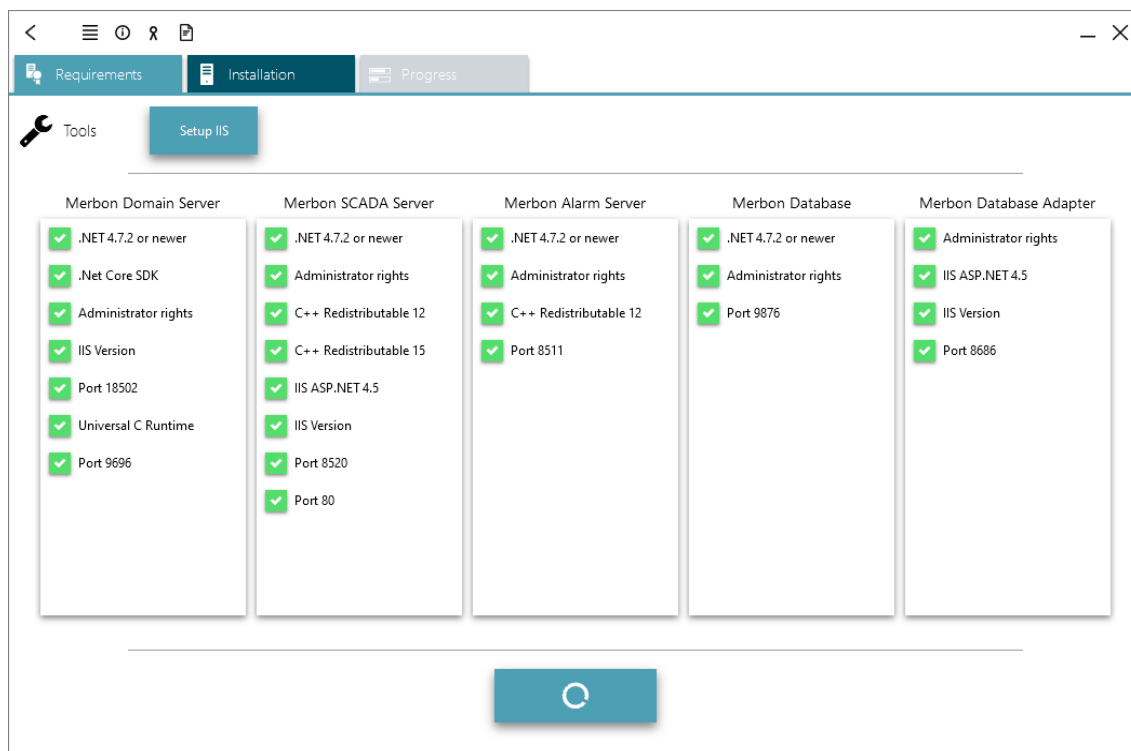 Requirements
Installation
Progress
Tools
Setup IIS
Merbon Domain Server
.NET 4.7.2 or newer
.Net Core SDK
Administrator rights
IIS Version
Port 18502
Universal C Runtime
Port 9696
Merbon SCADA Server
.NET 4.7.2 or newer
Administrator rights
C++ Redistributable 12
C++ Redistributable 15
IIS ASP.NET 4.5
IIS Version
Port 8520
Port 80
Merbon Alarm Server
.NET 4.7.2 or newer
Administrator rights
C++ Redistributable 12
Port 8511
Merbon Database
.NET 4.7.2 or newer
Administrator rights
Port 9876
Merbon Database Adapter
Administrator rights
IIS ASP.NET 4.5
IIS Version
Port 8686